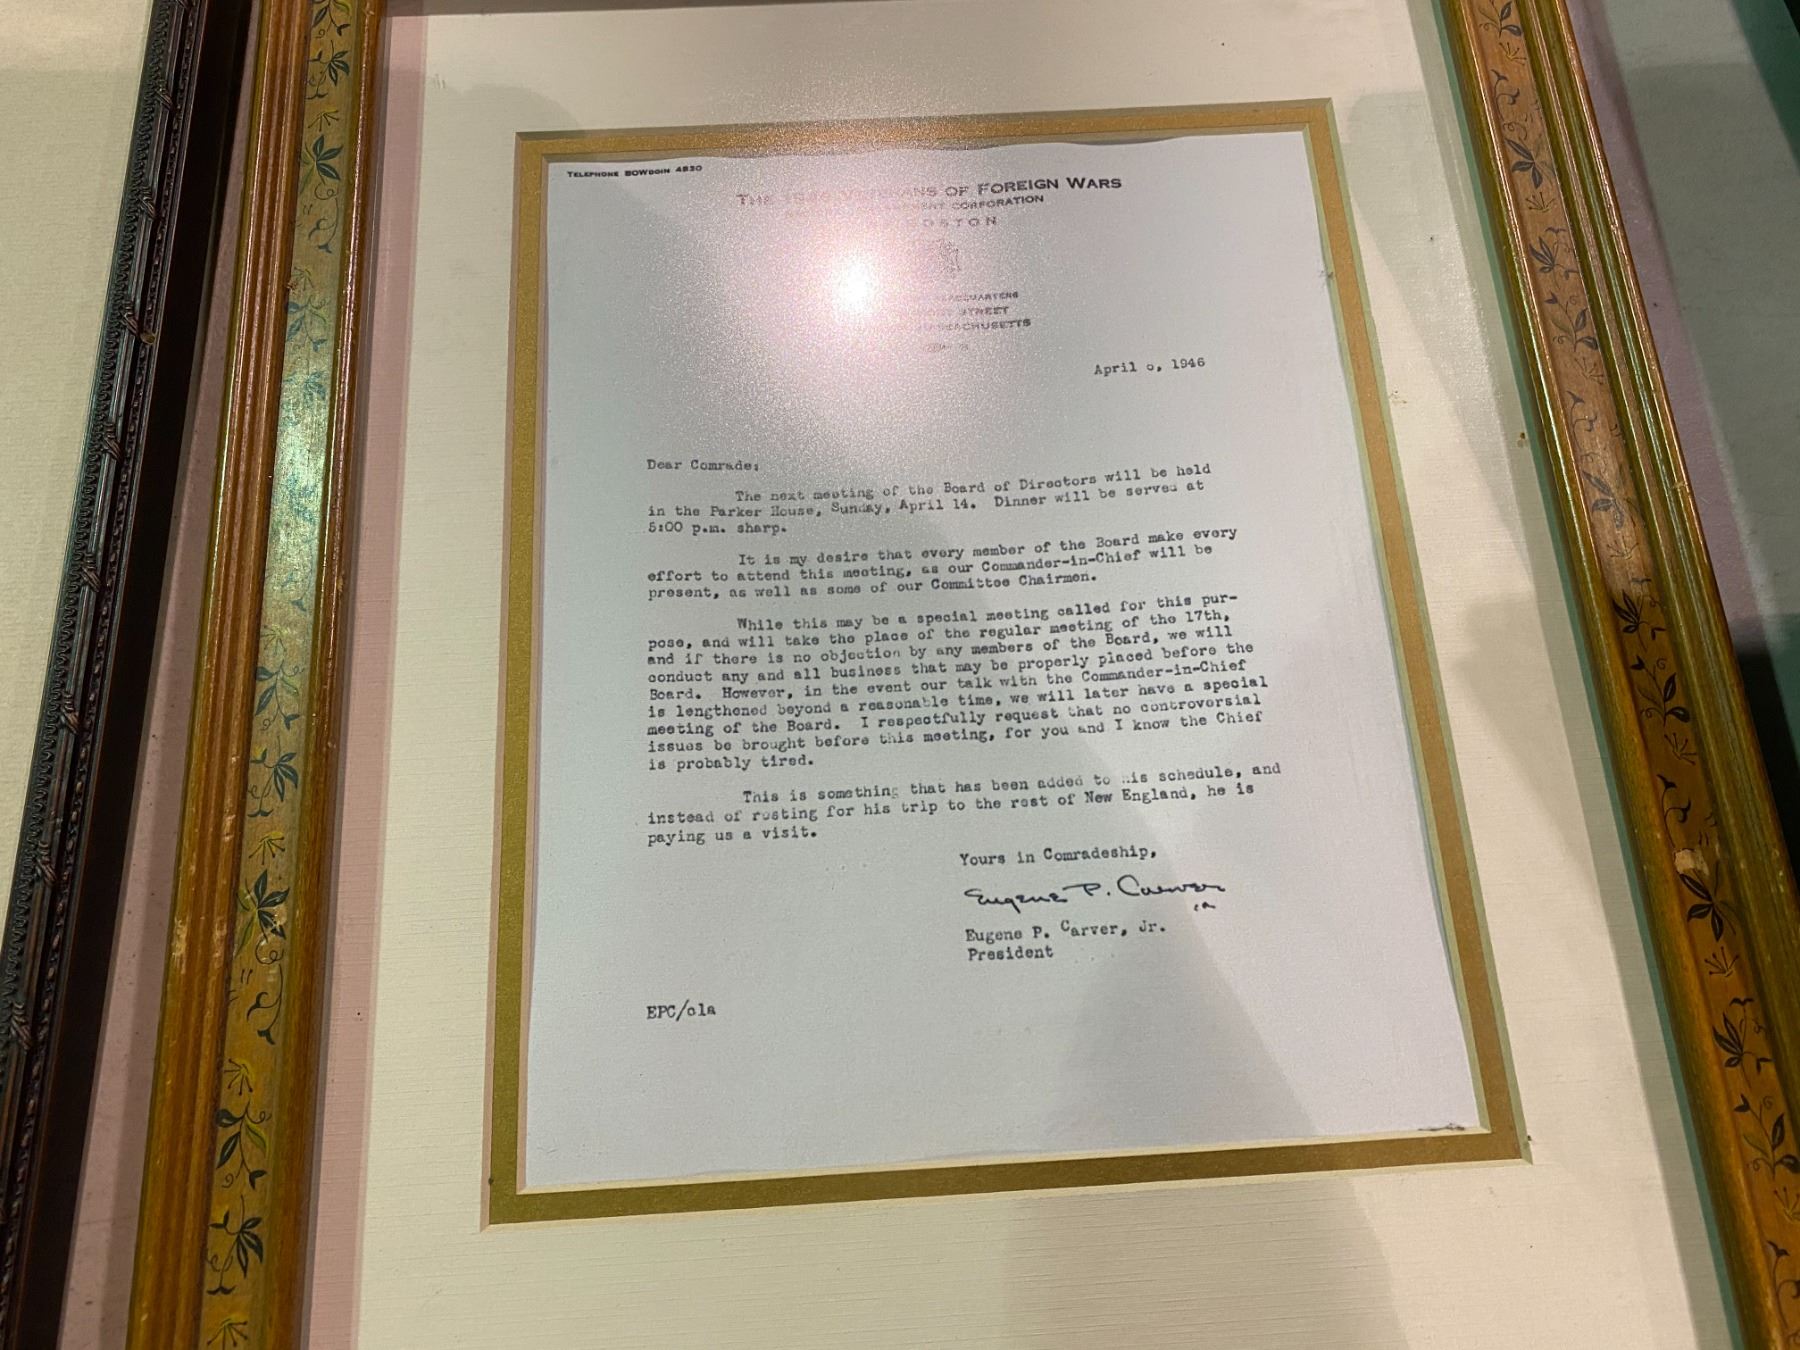 TELEPHONE BOWDOIN 4830
THE 1946 VETERANS OF FOREIGN WARS
CORPORATION
BOSTON
HEADQUARTERS
STREET
MASSACHUSETTS
April 1946
Dear Comrade:
The next meeting of the Board of Directors will be held
in the Parker House, Sunday, April 14. Dinner will be served at
5:00 p.m. sharp.
It is my desire that every member of the Board make every
effort to attend this meeting, as our Commander-in-Chief will be
present, as well as some of our Committee Chairmen.
While this may be a special meeting called for this pur-
pose, and will take the place of the regular meeting of the 17th,
and if there is no objection by any members of the Board, we will
conduct any and all business that may be properly placed before the
Board. However, in the event our talk with the Commander-in-Chief
is lengthened beyond a reasonable time, we will later have a special
meeting of the Board. I respectfully request that no controversial
issues be brought before this meeting, for you and I know the Chief
is probably tired.
This is something that has been added to his schedule, and
instead of resting for his trip to the rest of New England, he is
paying us a visit.
Yours in Comradeship,
Eugene P. Carver
Eugene P. Carver, Jr.
President
EPC/cla